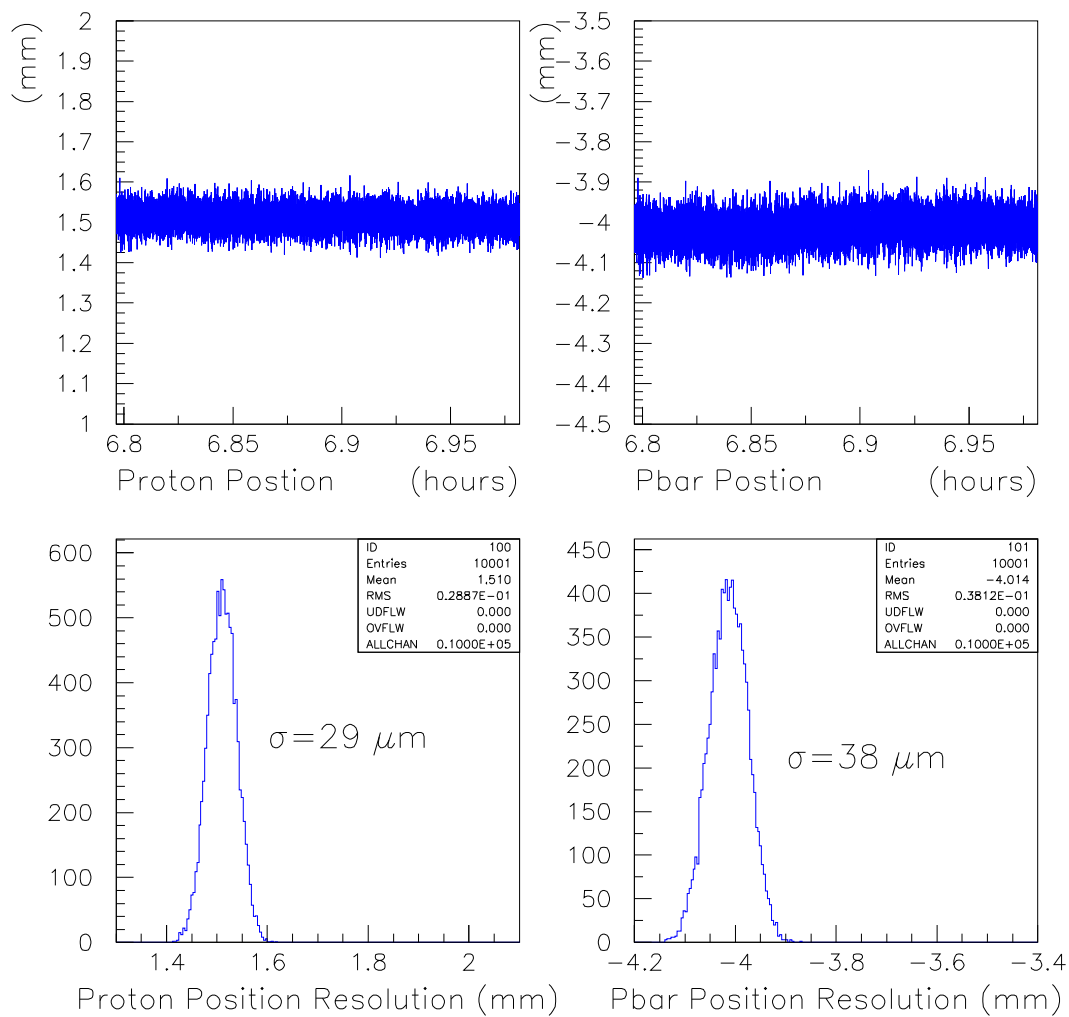 (mm)
2
1.9
1.8
1.7
1.6
1.5
1.4
1.3
1.2
1.1
1
6.8 6.85 6.9 6.95
Proton Postion (hours)
(mm)
-3.5
-3.6
-3.7
-3.8
-3.9
-4
-4.1
-4.2
-4.3
-4.4
-4.5
6.8 6.85 6.9 6.95
Pbar Postion (hours)
600
500
400
300
200
100
0
ID 100
Entries 10001
Mean 1.510
RMS 0.2887E-01
UDFLW 0.000
OVFLW 0.000
ALLCHAN 0.1000E+05
σ=29 μm
1.4 1.6 1.8 2
Proton Position Resolution (mm)
450
400
350
300
250
200
150
100
50
0
ID 101
Entries 10001
Mean -4.014
RMS 0.3812E-01
UDFLW 0.000
OVFLW 0.000
ALLCHAN 0.1000E+05
σ=38 μm
-4.2 -4 -3.8 -3.6 -3.4
Pbar Position Resolution (mm)